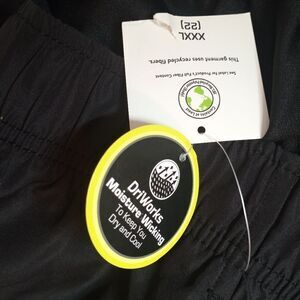 XXXL
(22)
This garment uses recycled fibers.
See Label for Product's Full Fiber Content
DriWorks
Moisture Wicking
To Keep You
Dry and Cool